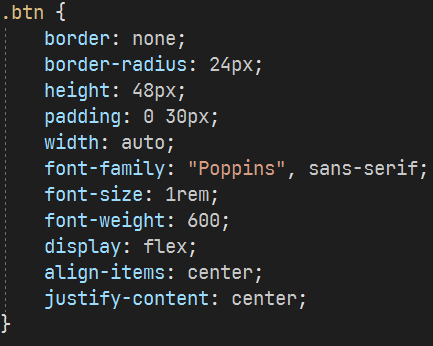 .btn {
    border: none;
    border-radius: 24px;
    height: 48px;
    padding: 0 30px;
    width: auto;
    font-family: "Poppins", sans-serif;
    font-size: 1rem;
    font-weight: 600;
    display: flex;
    align-items: center;
    justify-content: center;
}